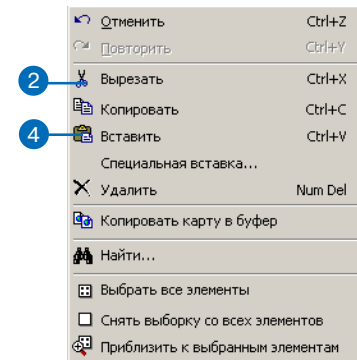 Отменить Ctrl+Z
Повторить Ctrl+Y
2 Вырезать Ctrl+X
Копировать Ctrl+C
4 Вставить Ctrl+V
Специальная вставка...
Удалить Num Del
Копировать карту в буфер
Найти...
Выбрать все элементы
Снять выборку со всех элементов
Приблизить к выбранным элементам